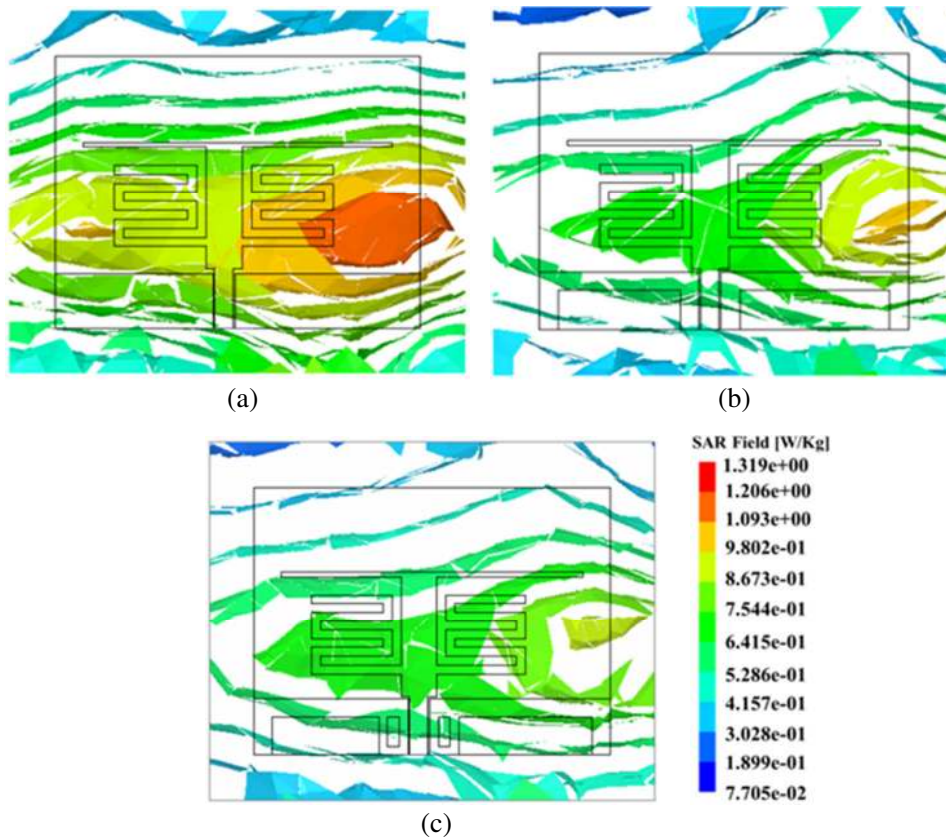 (a)
(b)
SAR Field [W/Kg]
1.319e+00
1.206e+00
1.093e+00
9.802e-01
8.673e-01
7.544e-01
6.415e-01
5.286e-01
4.157e-01
3.028e-01
1.899e-01
7.705e-02
(c)